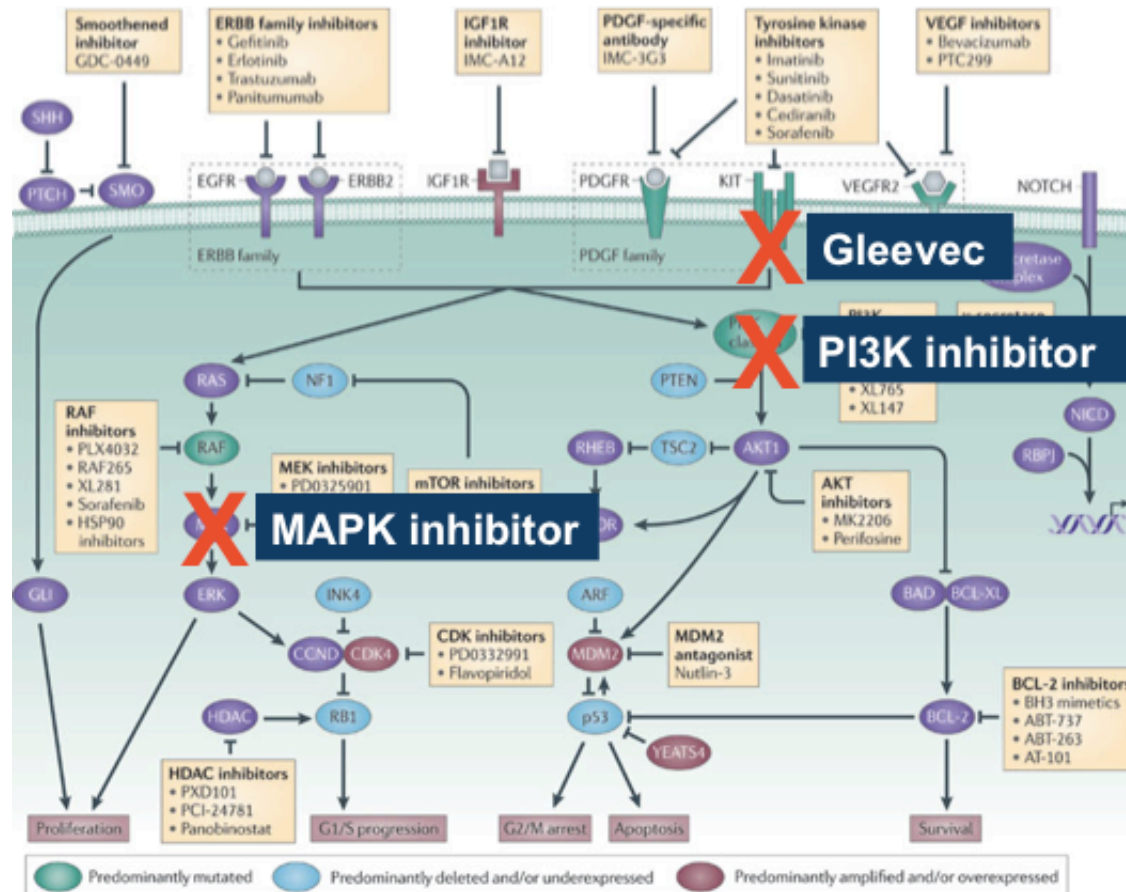 Smoothened
inhibitor
GDC-0449
ERBB family inhibitors
• Gefitinib
• Erlotinib
• Trastuzumab
• Panitumumab
IGF1R
inhibitor
IMC-A12
PDGF-specific
antibody
IMC-3G3
Tyrosine kinase
inhibitors
• Imatinib
• Sunitinib
• Dasatinib
• Cediranib
• Sorafenib
VEGF inhibitors
• Bevacizumab
• PTC299
SHH
PTCH
SMO
EGFR
ERBB2
IGF1R
PDGFR
KIT
VEGFR2
NOTCH
ERBB family
PDGF family
Gleevec
PI3K inhibitor
• XL765
• XL147
RAS
NF1
PTEN
NICD
RAF
inhibitors
• PLX4032
• RAF265
• XL281
• Sorafenib
• HSP90
inhibitors
RAF
RHEB
TSC2
AKT1
RBPJ
MEK inhibitors
• PD0325901
mTOR inhibitors
MAPK inhibitor
AKT
inhibitors
• MK2206
• Perifosine
GLI
ERK
INK4
ARF
BAD
BCL-XL
CCND
CDK4
CDK inhibitors
• PD0332991
• Flavopiridol
MDM2
MDM2
antagonist
Nutlin-3
HDAC
RB1
p53
YEATS4
BCL-2
BCL-2 inhibitors
• BH3 mimetics
• ABT-737
• ABT-263
• AT-101
HDAC inhibitors
• PXD101
• PCI-24781
• Panobinostat
Proliferation
G1/S progression
G2/M arrest
Apoptosis
Survival
Predominantly mutated
Predominantly deleted and/or underexpressed
Predominantly amplified and/or overexpressed